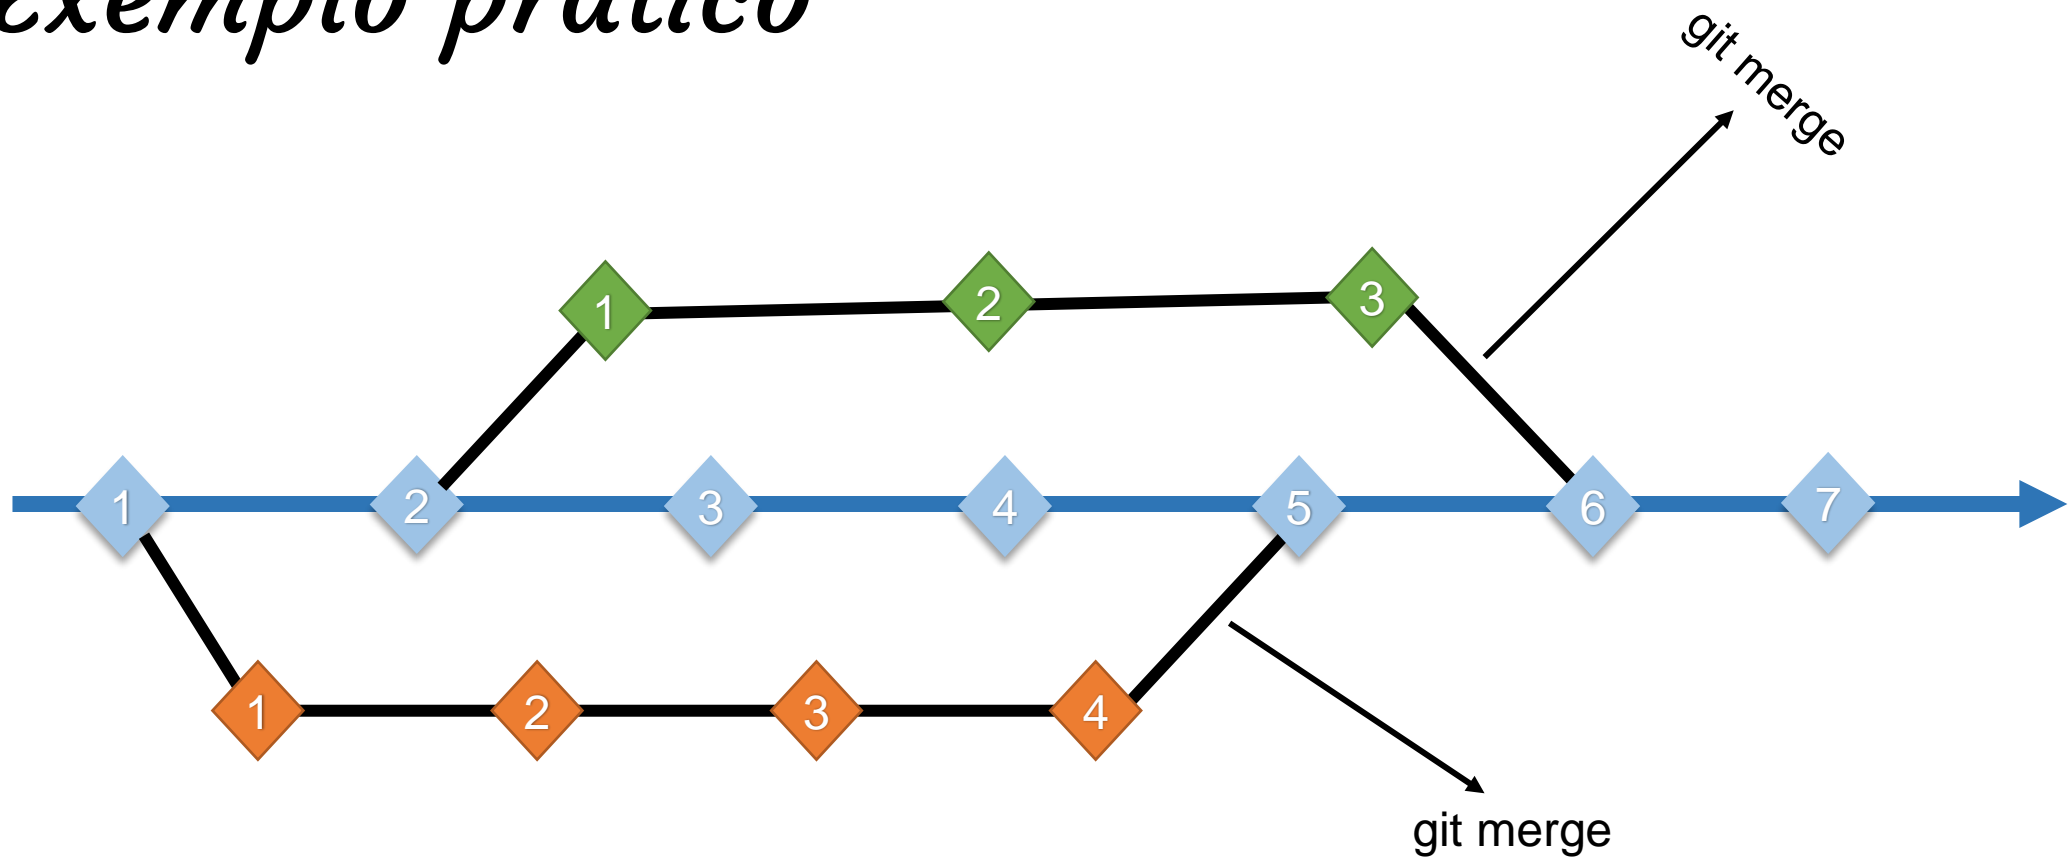 exemplo prático
git merge
1 2 3
1 2 3 4 5 6 7
1 2 3 4
git merge